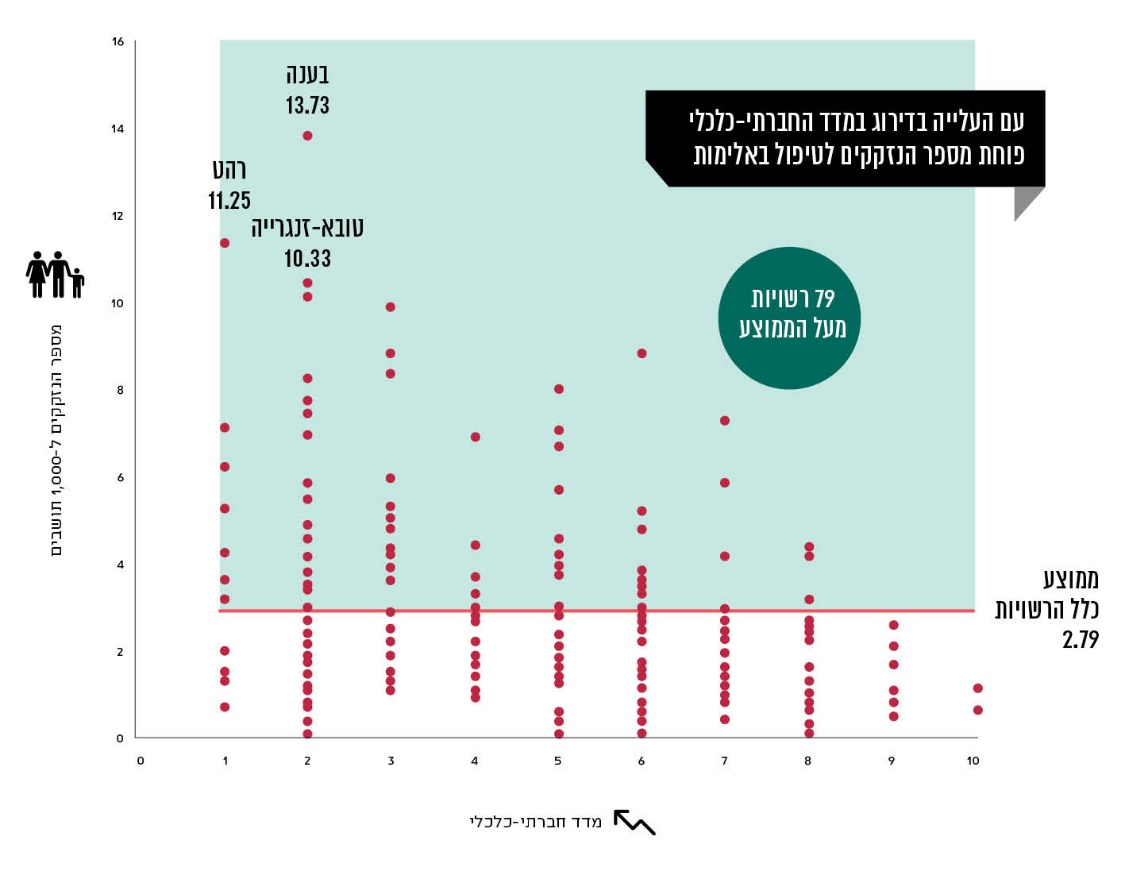 עם העלייה בדירוג במדד החברתי-כלכלי
פוחת מספר הנזקקים לטיפול באלימות
בענה
13.73
רהט
11.25
טובא-זנגרייה
10.33
79 רשויות
מעל הממוצע
ממוצע
כלל הרשויות
2.79
מספר הנזקקים ל-1,000 תושבים
16
14
12
10
8
6
4
2
0
0 1 2 3 4 5 6 7 8 9 10
מדד חברתי-כלכלי